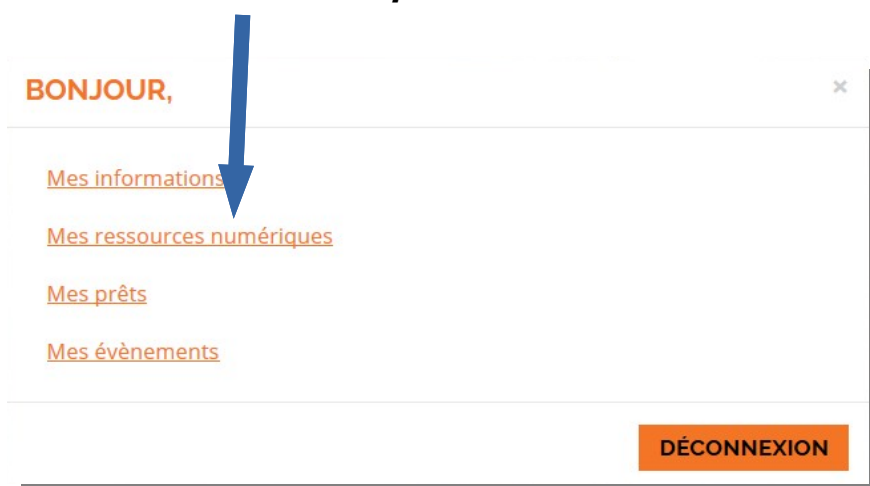 BONJOUR,
×
Mes informations
Mes ressources numériques
Mes prêts
Mes évènements
DÉCONNEXION